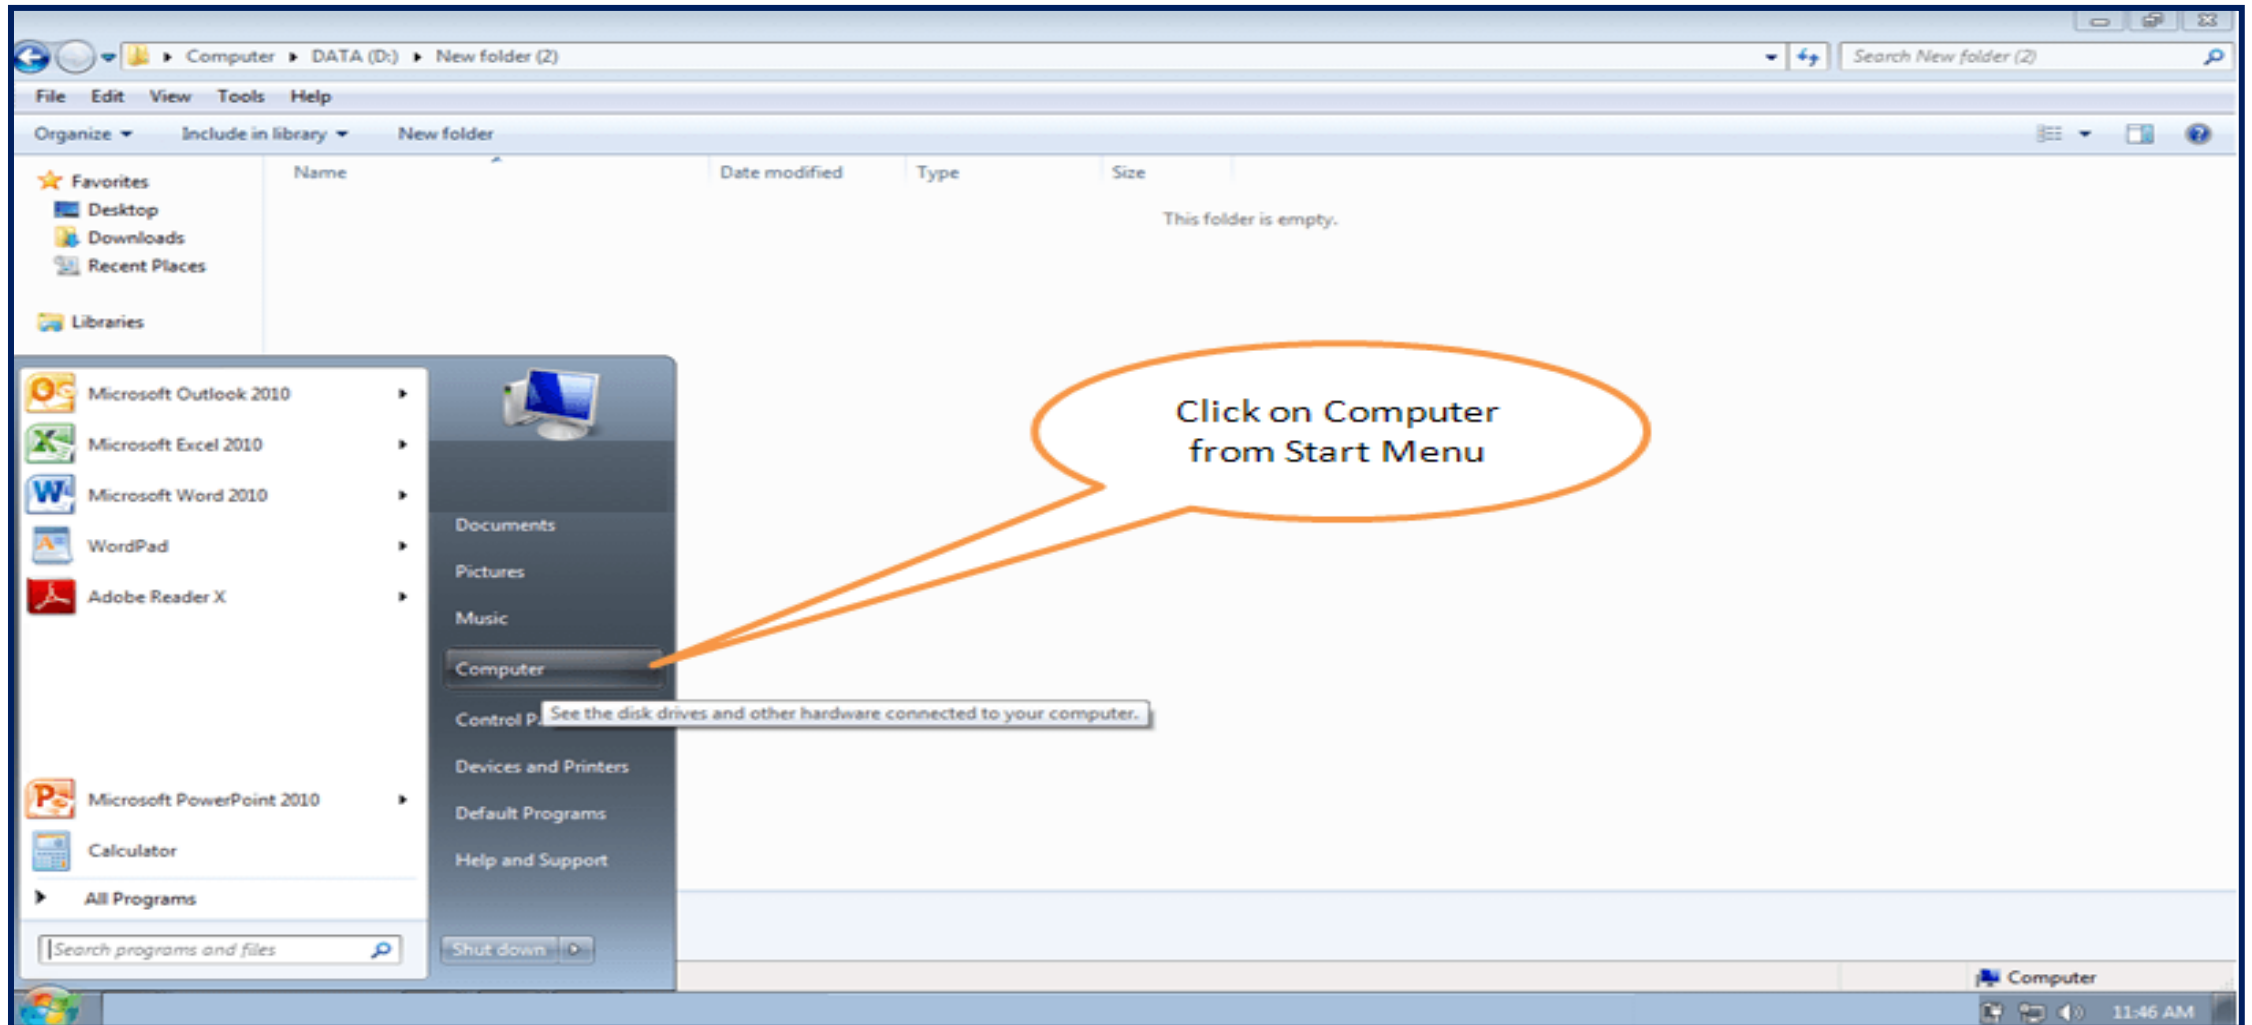 Computer DATA (D:) New folder (2)
Search New folder (2)
File Edit View Tools Help
Organize Include in library New folder
Name Date modified Type Size
Favorites
Desktop
Downloads
Recent Places
Libraries
This folder is empty.
Microsoft Outlook 2010
Microsoft Excel 2010
Microsoft Word 2010
WordPad
Adobe Reader X
Microsoft PowerPoint 2010
Calculator
All Programs
Search programs and files
Documents
Pictures
Music
Computer
Control P
See the disk drives and other hardware connected to your computer.
Devices and Printers
Default Programs
Help and Support
Shut down
Click on Computer
from Start Menu
Computer
11:46 AM